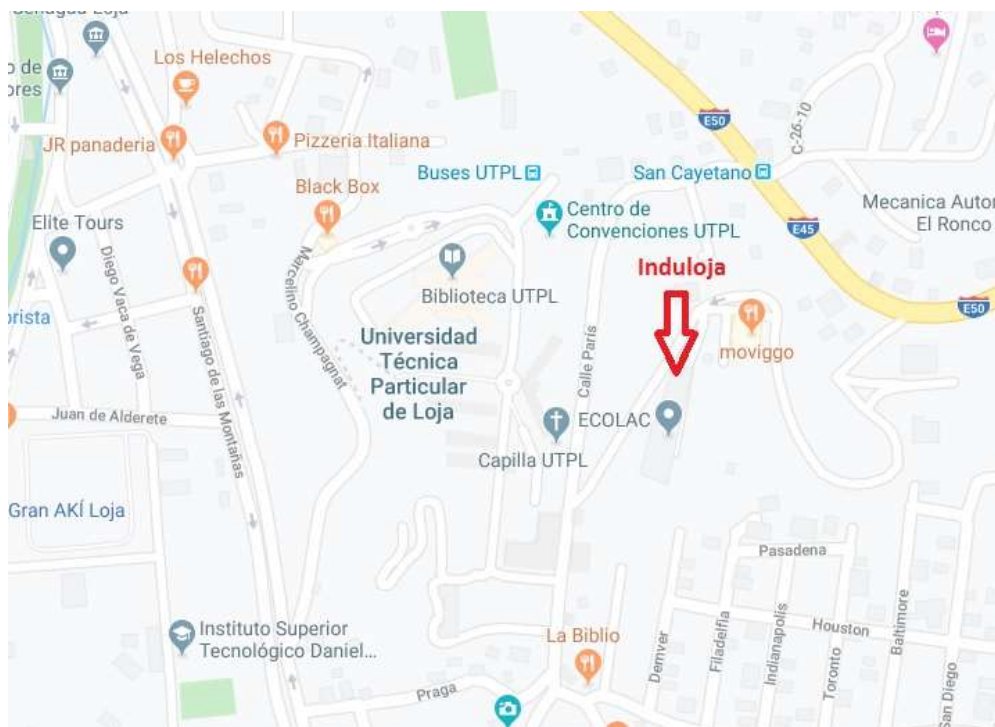 Los Helechos
JR panaderia
Pizzeria Italiana
Black Box
Elite Tours
Buses UTPL
San Cayetano
C-26-10
E50
E45
E50
Centro de
Convenciones UTPL
Mecanica Autor
El Ronco
Induloja
moviggo
Biblioteca UTPL
Universidad
Técnica
Particular
de Loja
Diego Vaca de Vega
Santiago de las Montañas
Marcelino Champagnat
Calle París
ECOLAC
Capilla UTPL
Juan de Alderete
Gran AKÍ Loja
Instituto Superior
Tecnológico Daniel...
La Biblio
Praga
Pasadena
Houston
Denver
Filadelfia
Indianapolis
Toronto
Baltimore
San Diego